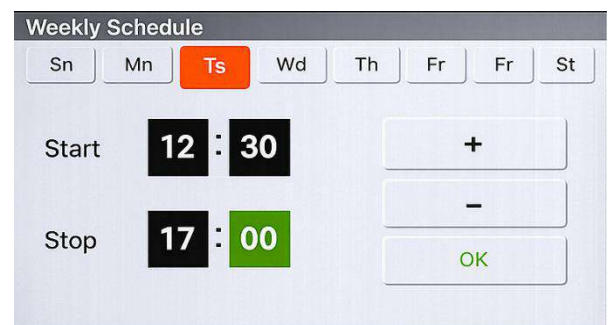 Weekly Schedule
Sn Mn Ts Wd Th Fr Fr St
Start 12 : 30 +
−
Stop 17 : 00
OK